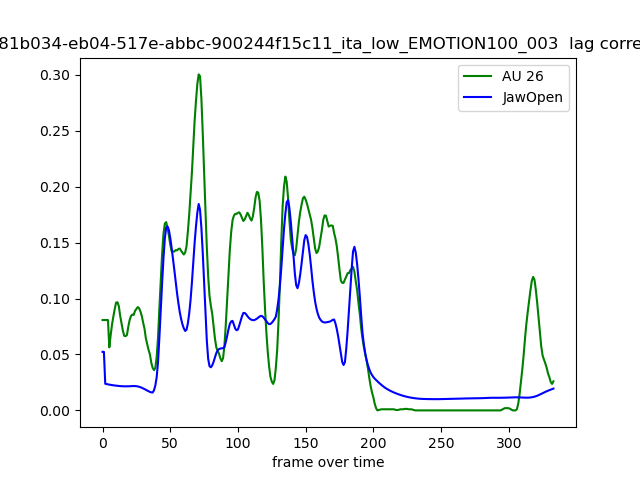 81b034-eb04-517e-abbc-900244f15c11_ita_low_EMOTION100_003 lag corre
AU 26
JawOpen
0.30
0.25
0.20
0.15
0.10
0.05
0.00
0 50 100 150 200 250 300
frame over time